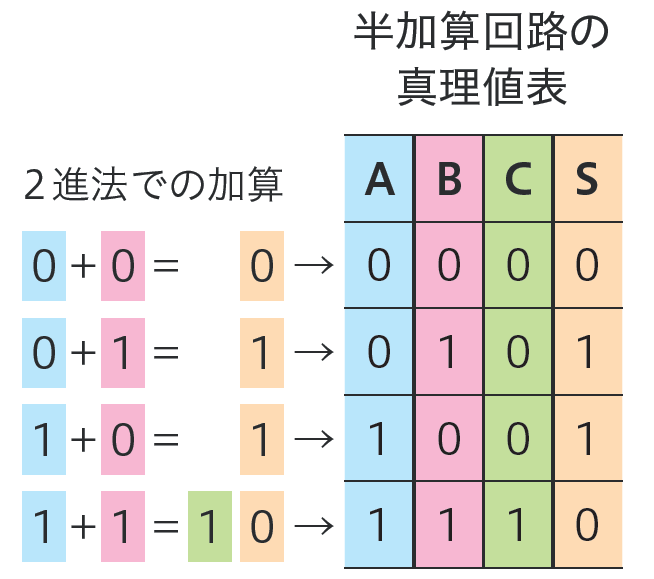 半加算回路の
真理値表
2進法での加算
A B C S
0+0= 0→ 0 0 0 0
0+1= 1→ 0 1 0 1
1+0= 1→ 1 0 0 1
1+1=1 0→ 1 1 1 0